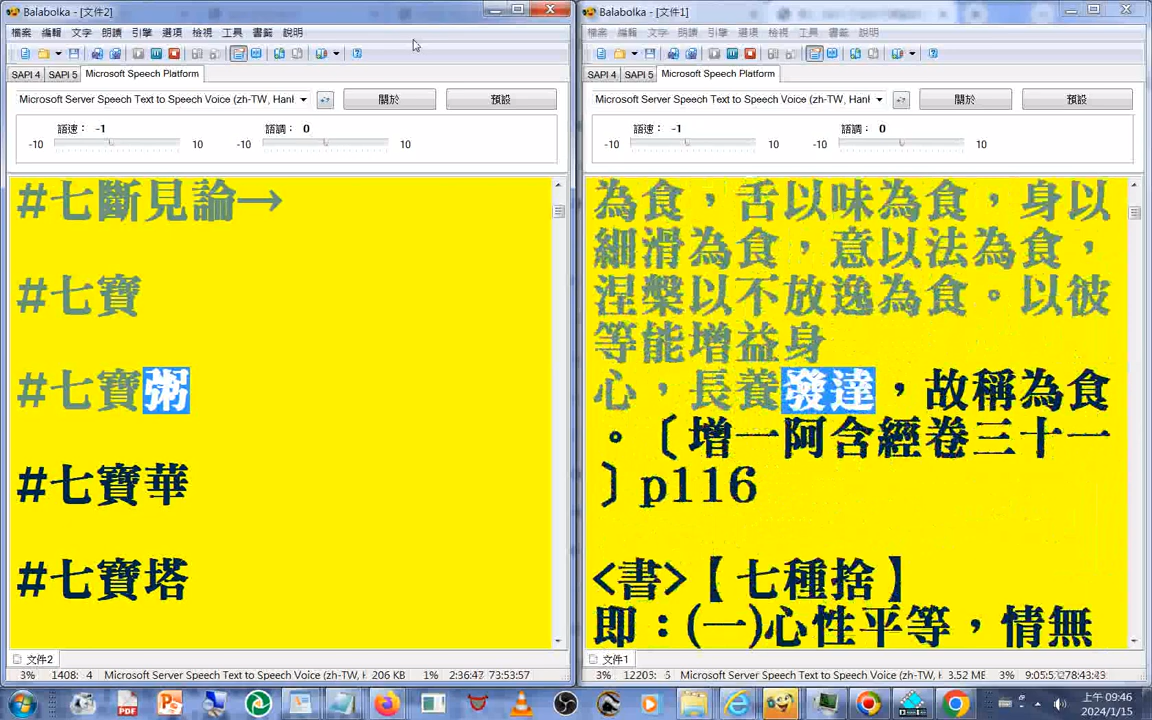 Balabolka - [文件2]
檔案 編輯 文字 朗讀 引擎 選項 檢視 工具 書籤 說明
SAPI 4 SAPI 5 Microsoft Speech Platform
Microsoft Server Speech Text to Speech Voice (zh-TW, Hanl
關於 預設
語速： -1 語調： 0
-10 10 -10 10
#七斷見論→
#七寶
#七寶粥
#七寶華
#七寶塔
文件2
3% 1408: 4 Microsoft Server Speech Text to Speech Voice (zh-TW, H 206 KB 1% 2:36:47 73:53:57
Balabolka - [文件1]
檔案 編輯 文字 朗讀 引擎 選項 檢視 工具 書籤 說明
SAPI 4 SAPI 5 Microsoft Speech Platform
Microsoft Server Speech Text to Speech Voice (zh-TW, Hanl
關於 預設
語速： -1 語調： 0
-10 10 -10 10
為食，舌以味為食，身以
細滑為食，意以法為食，
涅槃以不放逸為食。以彼
等能增益身
心，長養發達，故稱為食
。〔增一阿含經卷三十一
〕p116
<書>【七種捨】
即：(一)心性平等，情無
文件1
3% 12203: 5 Microsoft Server Speech Text to Speech Voice (zh-TW, H 3.52 MB 3%
上午 09:46
2024/1/15